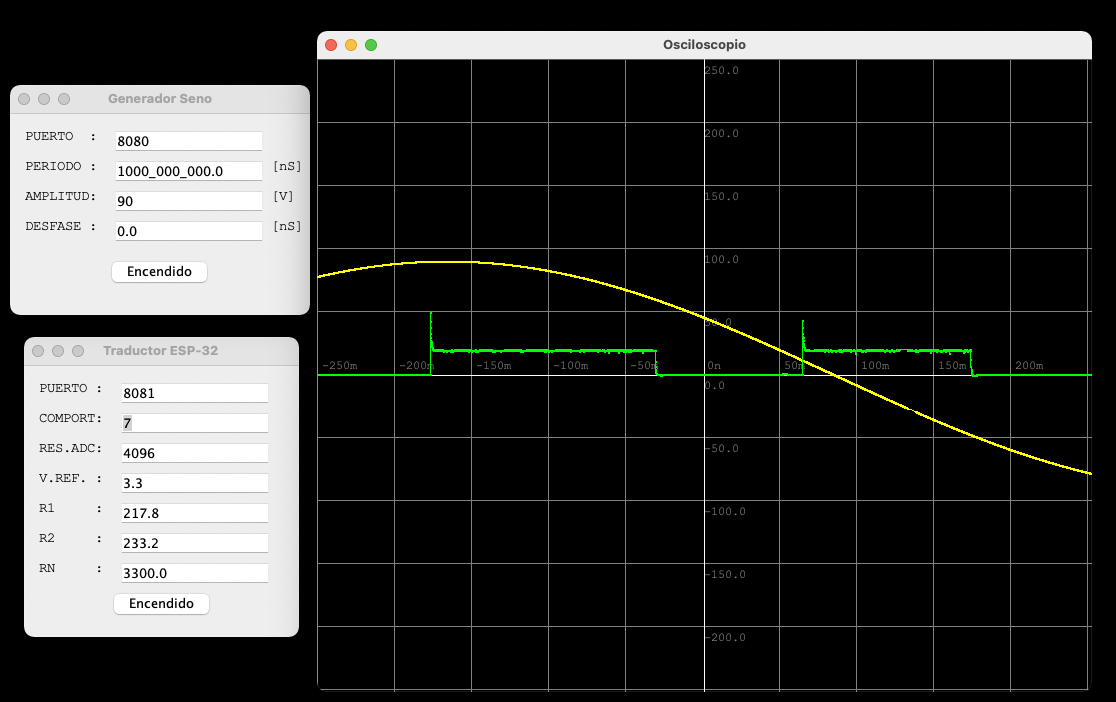 Generador Seno
PUERTO : 8080
PERIODO : 1000_000_000.0 [nS]
AMPLITUD: 90 [V]
DESFASE : 0.0 [nS]
Encendido
Traductor ESP-32
PUERTO : 8081
COMPORT: 7
RES.ADC: 4096
V.REF. : 3.3
R1 : 217.8
R2 : 233.2
RN : 3300.0
Encendido
Osciloscopio
250.0
200.0
150.0
100.0
50.0
-250m -200m -150m -100m -50m 0n 50m 100m 150m 200m
0.0
-50.0
-100.0
-150.0
-200.0